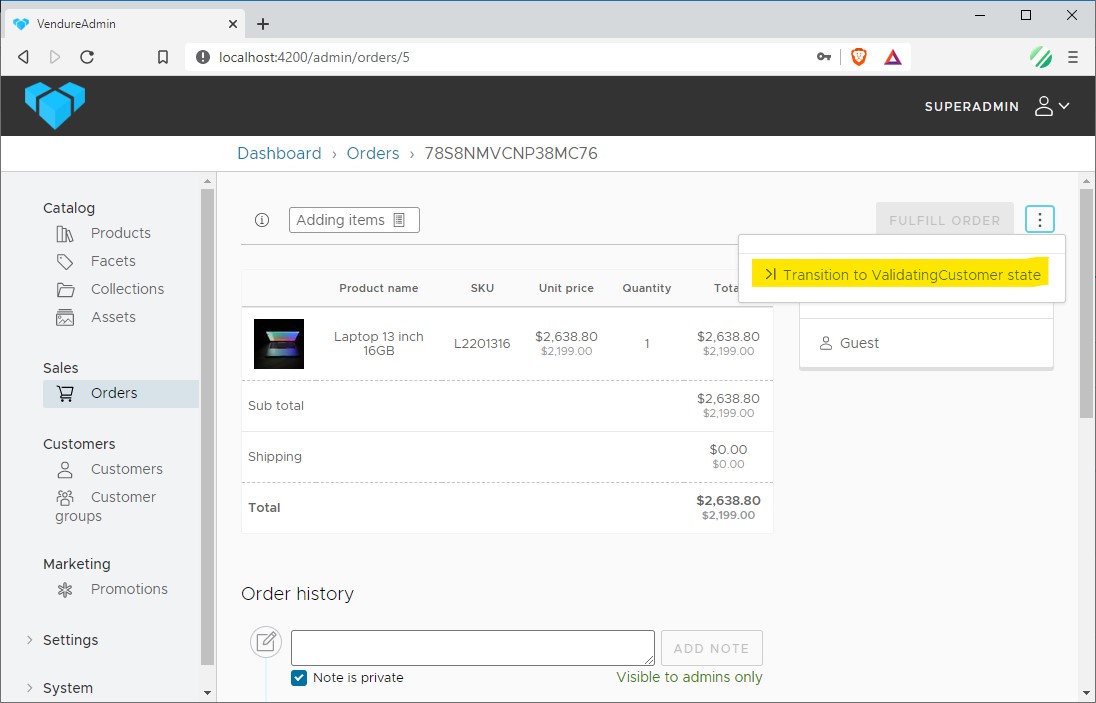 VendureAdmin
localhost:4200/admin/orders/5
SUPERADMIN
Dashboard › Orders › 78S8NMVCNP38MC76
Catalog
Products
Facets
Collections
Assets
Sales
Orders
Customers
Customers
Customer
groups
Marketing
Promotions
Settings
System
Adding items
FULFILL ORDER
Transition to ValidatingCustomer state
Product name SKU Unit price Quantity Tota
Laptop 13 inch
16GB
L2201316
$2,638.80
$2,199.00
1
$2,638.80
$2,199.00
Guest
Sub total
$2,638.80
$2,199.00
Shipping
$0.00
$0.00
Total
$2,638.80
$2,199.00
Order history
ADD NOTE
Note is private
Visible to admins only